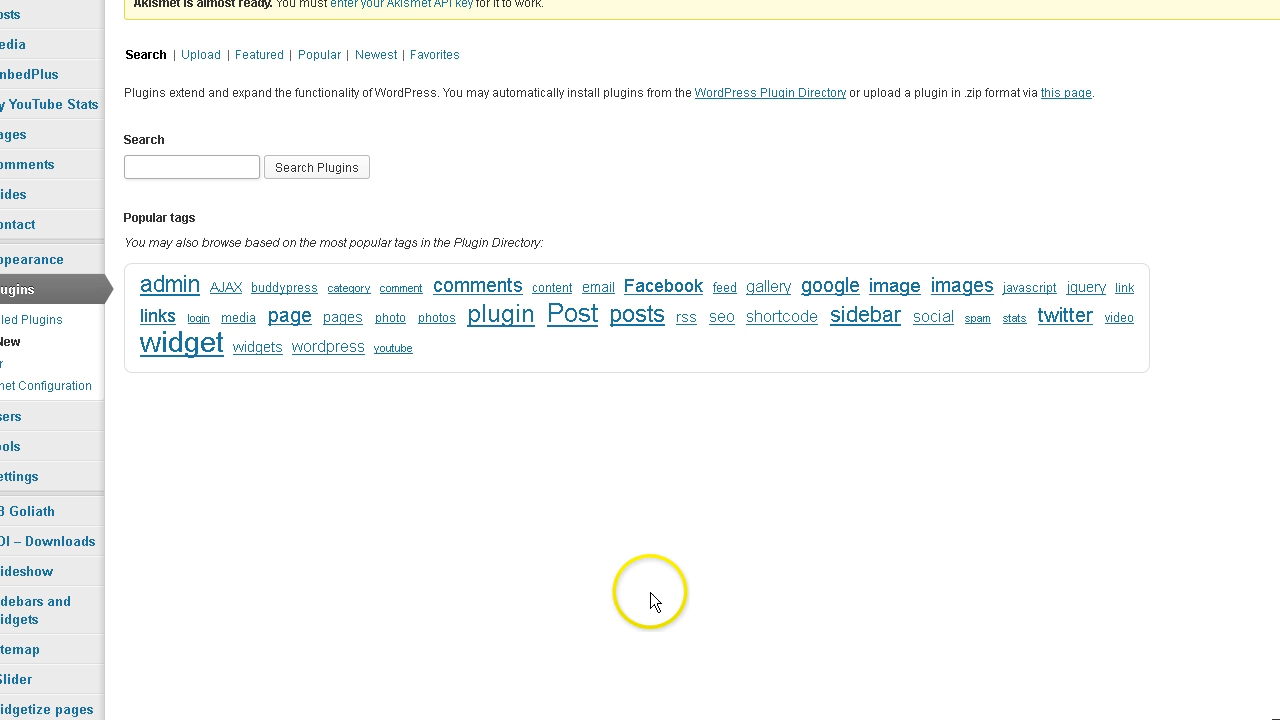 Akismet is almost ready. You must enter your Akismet API key for it to work.
Search | Upload | Featured | Popular | Newest | Favorites
Plugins extend and expand the functionality of WordPress. You may automatically install plugins from the WordPress Plugin Directory or upload a plugin in .zip format via this page.
Search
Search Plugins
Popular tags
You may also browse based on the most popular tags in the Plugin Directory:
admin AJAX buddypress category comment comments content email Facebook feed gallery google image images javascript jquery link
links login media page pages photo photos plugin Post posts rss seo shortcode sidebar social spam stats twitter video
widget widgets wordpress youtube
osts
edia
mbedPlus
y YouTube Stats
ages
omments
ides
ontact
ppearance
ugins
led Plugins
New
r
net Configuration
sers
ools
ettings
3 Goliath
DI – Downloads
ideshow
debars and
idgets
temap
Slider
idgetize pages